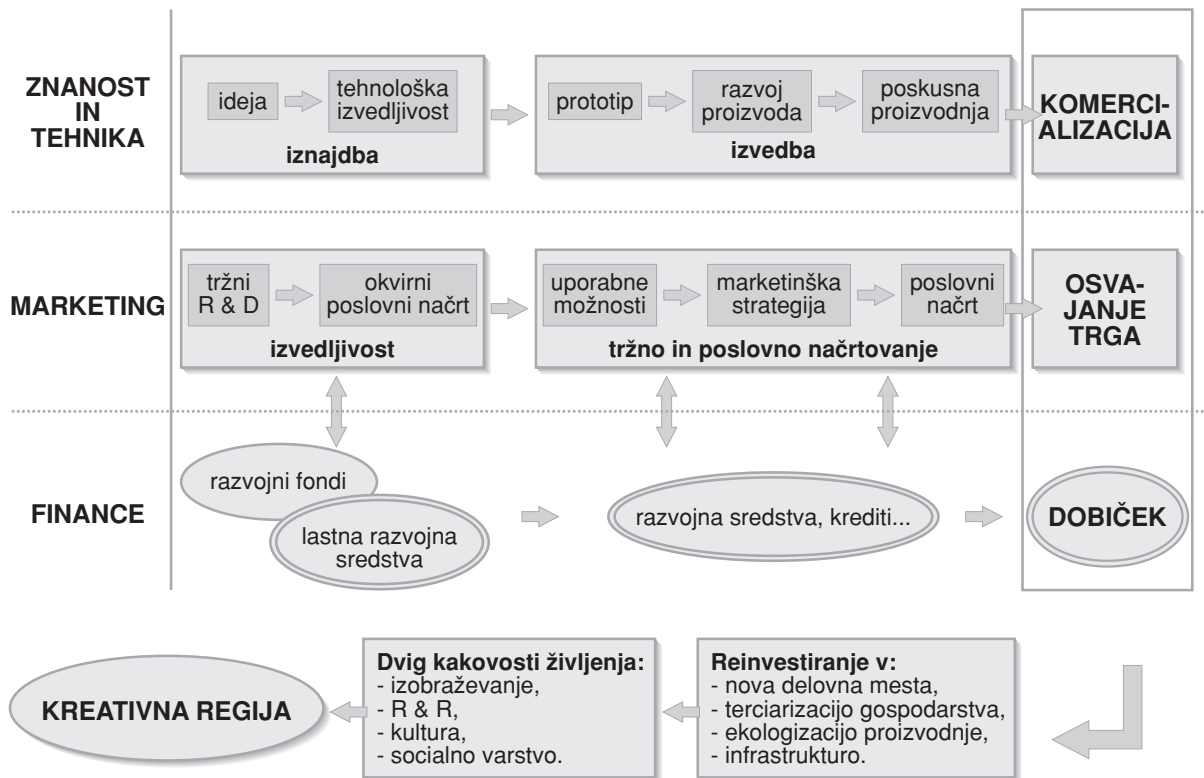 ZNANOST
IN
TEHNIKA
ideja
tehnološka
izvedljivost
iznajdba
prototip
razvoj
proizvoda
poskusna
proizvodnja
izvedba
KOMERCI-
ALIZACIJA
MARKETING
tržni
R & D
okvirni
poslovni načrt
izvedljivost
uporabne
možnosti
marketinška
strategija
poslovni
načrt
tržno in poslovno načrtovanje
OSVA-
JANJE
TRGA
FINANCE
razvojni fondi
lastna razvojna
sredstva
razvojna sredstva, krediti...
DOBIČEK
KREATIVNA REGIJA
Dvig kakovosti življenja:
- izobraževanje,
- R & R,
- kultura,
- socialno varstvo.
Reinvestiranje v:
- nova delovna mesta,
- terciarizacijo gospodarstva,
- ekologizacijo proizvodnje,
- infrastrukturo.